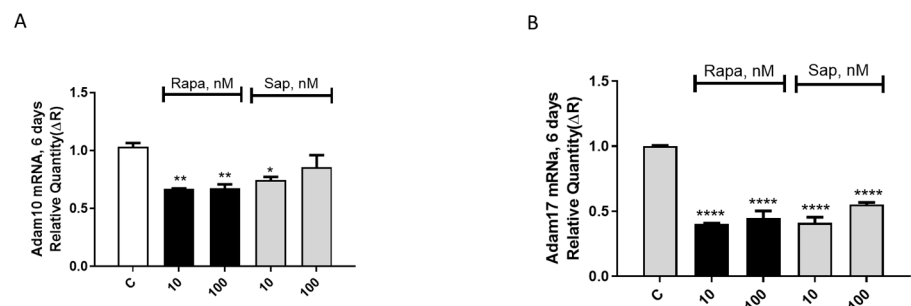 A
Rapa, nM Sap, nM
Adam10 mRNA, 6 days
Relative Quantity(ΔR)
1.5
1.0
0.5
0.0
** ** *
C 10 100 10 100
B
Rapa, nM Sap, nM
Adam17 mRNa, 6 days
Relative Quantity(ΔR)
1.5
1.0
0.5
0.0
**** **** **** ****
C 10 100 10 100